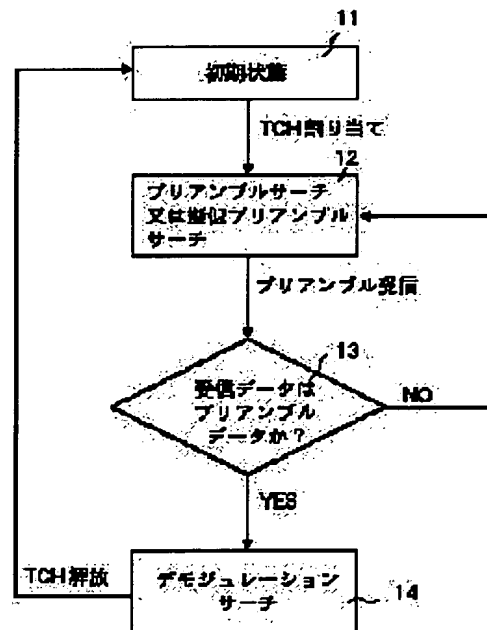 11
初期状態
TCH割り当て
12
プリアンブルサーチ
又は擬似プリアンブル
サーチ
プリアンブル受信
13
受信データは
プリアンブル
データか?
NO
YES
TCH解放
デモジュレーション
サーチ
14